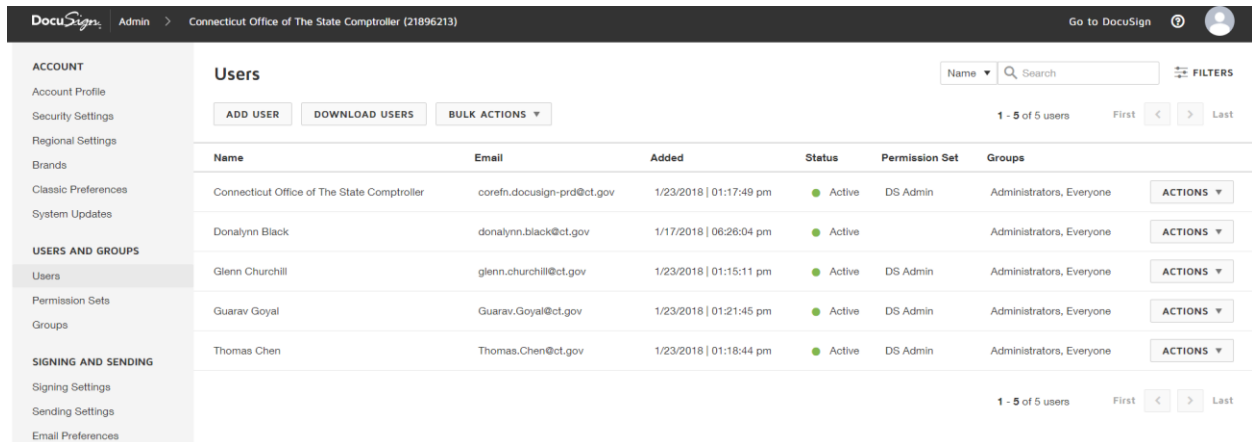 DocuSign Admin > Connecticut Office of The State Comptroller (21896213) Go to DocuSign ?
ACCOUNT
Account Profile
Security Settings
Regional Settings
Brands
Classic Preferences
System Updates
USERS AND GROUPS
Users
Permission Sets
Groups
SIGNING AND SENDING
Signing Settings
Sending Settings
Email Preferences
Users Name Search FILTERS
ADD USER DOWNLOAD USERS BULK ACTIONS 1 - 5 of 5 users First < > Last
Name Email Added Status Permission Set Groups
Connecticut Office of The State Comptroller corefn.docusign-prd@ct.gov 1/23/2018 | 01:17:49 pm Active DS Admin Administrators, Everyone ACTIONS
Donalynn Black donalynn.black@ct.gov 1/17/2018 | 06:26:04 pm Active Administrators, Everyone ACTIONS
Glenn Churchill glenn.churchill@ct.gov 1/23/2018 | 01:15:11 pm Active DS Admin Administrators, Everyone ACTIONS
Guarav Goyal Guarav.Goyal@ct.gov 1/23/2018 | 01:21:45 pm Active DS Admin Administrators, Everyone ACTIONS
Thomas Chen Thomas.Chen@ct.gov 1/23/2018 | 01:18:44 pm Active DS Admin Administrators, Everyone ACTIONS
1 - 5 of 5 users First < > Last